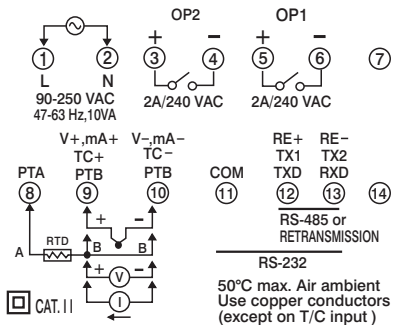 OP2 OP1
+ − + −
1 2 3 4 5 6 7
L N
90-250 VAC
47-63 Hz,10VA
2A/240 VAC 2A/240 VAC
V+,mA+ V−,mA− RE+ RE−
TC+ TC− TX1 TX2
PTA PTB PTB COM TXD RXD
8 9 10 11 12 13 14
RS-485 or
RETRANSMISSION
RS-232
+ −
RTD
A B B
+ V −
I
CAT.II
50°C max. Air ambient
Use copper conductors
(except on T/C input )